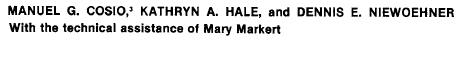 MANUEL G. COSIO,³ KATHRYN A. HALE, and DENNIS E. NIEWOEHNER
With the technical assistance of Mary Markert